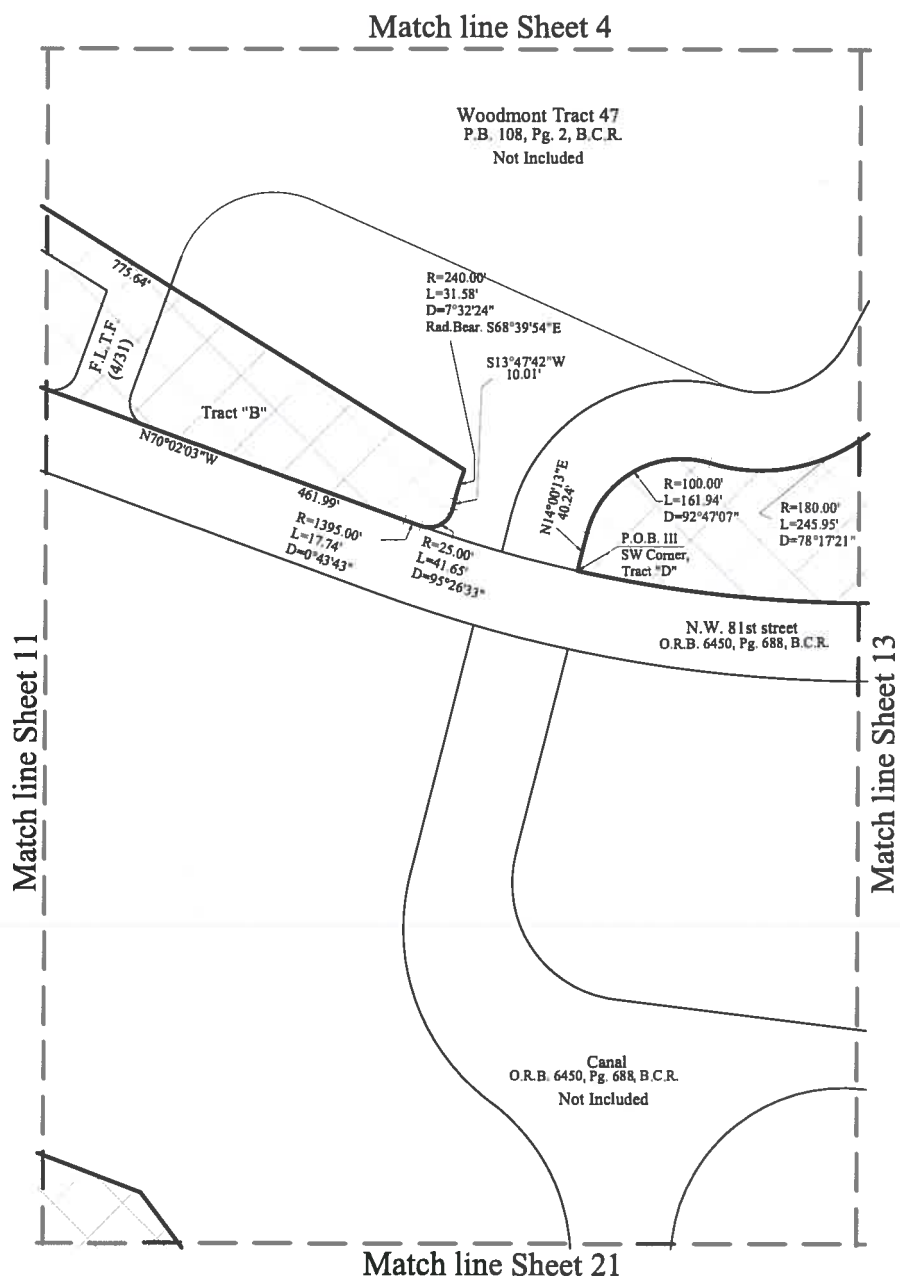 Match line Sheet 4
Woodmont Tract 47
P.B. 108, Pg. 2, B.C.R.
Not Included
775.64'
R=240.00'
L=31.58'
D=7°32'24"
Rad.Bear. S68°39'54"E
S13°47'42"W
10.01'
F.L.T.F.
(4/31)
Tract "B"
N70°02'03"W
461.99'
R=1395.00'
L=17.74'
D=0°43'43"
R=25.00'
L=41.65'
D=95°26'33"
N14°00'13"E
40.24'
R=100.00'
L=161.94'
D=92°47'07"
R=180.00'
L=245.95'
D=78°17'21"
P.O.B. III
SW Corner,
Tract "D"
N.W. 81st street
O.R.B. 6450, Pg. 688, B.C.R.
Match line Sheet 11
Match line Sheet 13
Canal
O.R.B. 6450, Pg. 688, B.C.R.
Not Included
Match line Sheet 21